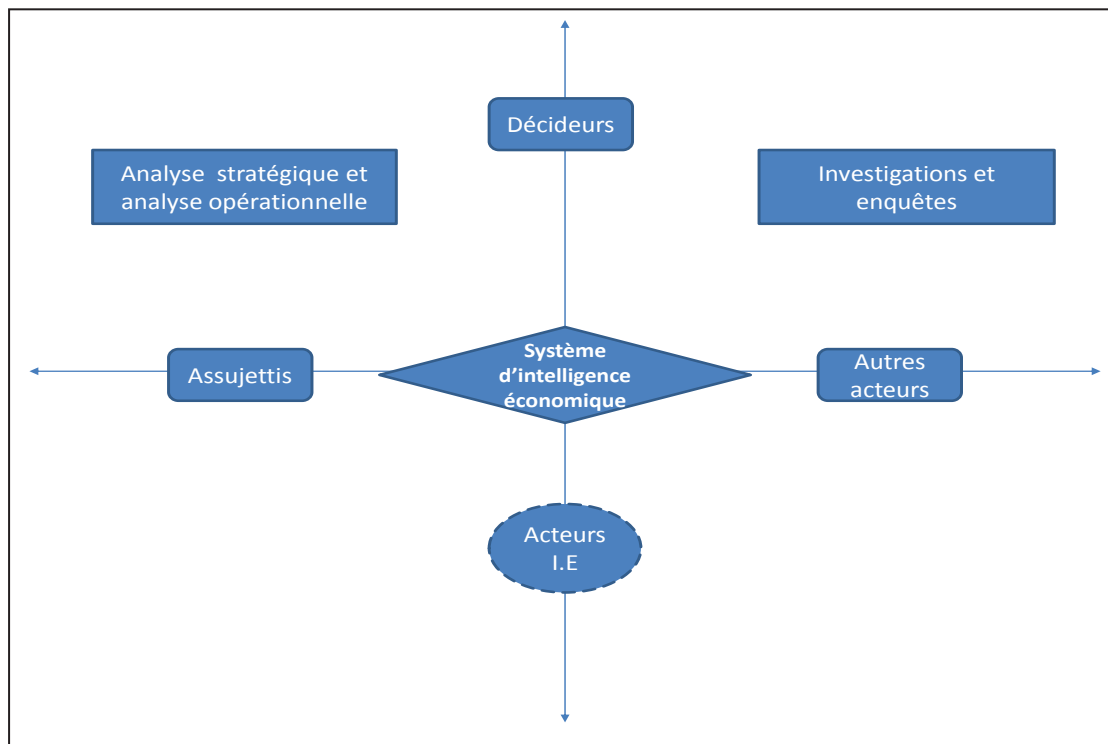 Décideurs
Analyse stratégique et
analyse opérationnelle
Investigations et
enquêtes
Assujettis
Système
d'intelligence
économique
Autres
acteurs
Acteurs
I.E